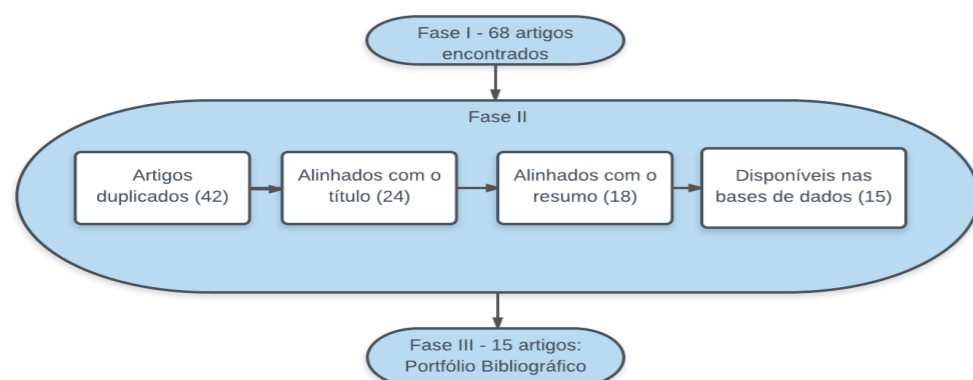 Fase I - 68 artigos
encontrados
Fase II
Artigos
duplicados (42)
Alinhados com o
título (24)
Alinhados com o
resumo (18)
Disponíveis nas
bases de dados (15)
Fase III - 15 artigos:
Portfólio Bibliográfico